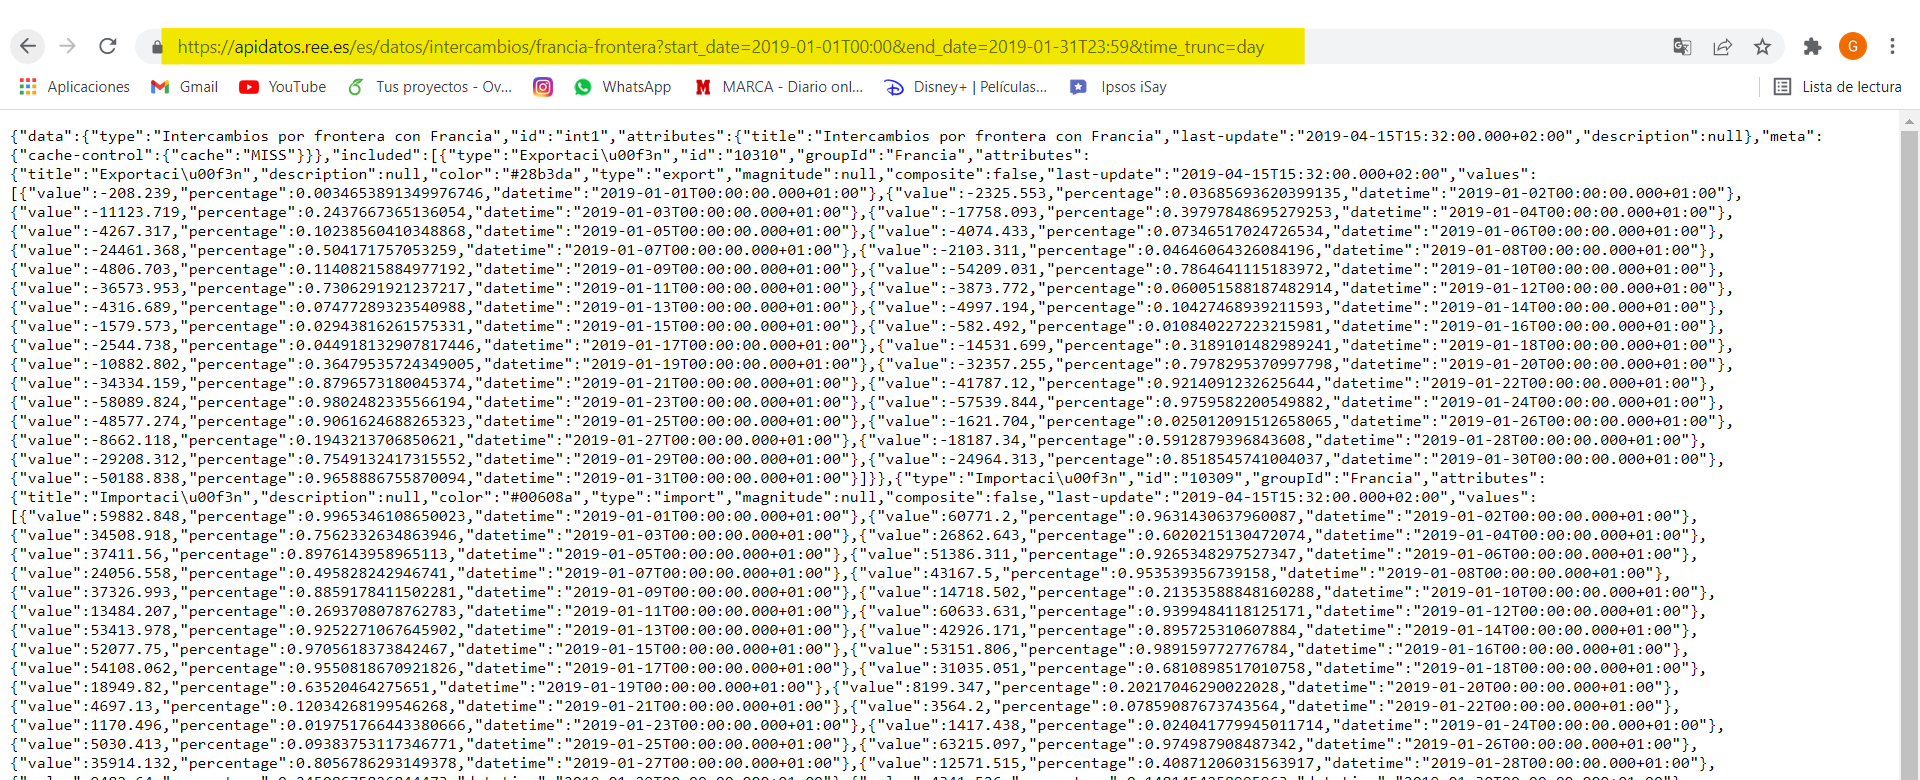 https://apidatos.ree.es/es/datos/intercambios/francia-frontera?start_date=2019-01-01T00:00&end_date=2019-01-31T23:59&time_trunc=day
G
Aplicaciones Gmail YouTube Tus proyectos - Ov... WhatsApp MARCA - Diario onl... Disney+ | Películas... Ipsos iSay Lista de lectura
{"data":{"type":"Intercambios por frontera con Francia","id":"int1","attributes":{"title":"Intercambios por frontera con Francia","last-update":"2019-04-15T15:32:00.000+02:00","description":null},"meta":
{"cache-control":{"cache":"MISS"}}},"included":[{"type":"Exportaci\u00f3n","id":"10310","groupId":"Francia","attributes":
{"title":"Exportaci\u00f3n","description":null,"color":"#28b3da","type":"export","magnitude":null,"composite":false,"last-update":"2019-04-15T15:32:00.000+02:00","values":
[{"value":-208.239,"percentage":0.0034653891349976746,"datetime":"2019-01-01T00:00:00.000+01:00"},{"value":-2325.553,"percentage":0.03685693620399135,"datetime":"2019-01-02T00:00:00.000+01:00"},
{"value":-11123.719,"percentage":0.2437667365136054,"datetime":"2019-01-03T00:00:00.000+01:00"},{"value":-17758.093,"percentage":0.39797848695279253,"datetime":"2019-01-04T00:00:00.000+01:00"},
{"value":-4267.317,"percentage":0.10238560410348868,"datetime":"2019-01-05T00:00:00.000+01:00"},{"value":-4074.433,"percentage":0.07346517024726534,"datetime":"2019-01-06T00:00:00.000+01:00"},
{"value":-24461.368,"percentage":0.504171757053259,"datetime":"2019-01-07T00:00:00.000+01:00"},{"value":-2103.311,"percentage":0.04646064326084196,"datetime":"2019-01-08T00:00:00.000+01:00"},
{"value":-4806.703,"percentage":0.11408215884977192,"datetime":"2019-01-09T00:00:00.000+01:00"},{"value":-54209.031,"percentage":0.7864641115183972,"datetime":"2019-01-10T00:00:00.000+01:00"},
{"value":-36573.953,"percentage":0.7306291921237217,"datetime":"2019-01-11T00:00:00.000+01:00"},{"value":-3873.772,"percentage":0.060051588187482914,"datetime":"2019-01-12T00:00:00.000+01:00"},
{"value":-4316.689,"percentage":0.07477289323540988,"datetime":"2019-01-13T00:00:00.000+01:00"},{"value":-4997.194,"percentage":0.10427468939211593,"datetime":"2019-01-14T00:00:00.000+01:00"},
{"value":-1579.573,"percentage":0.02943816261575331,"datetime":"2019-01-15T00:00:00.000+01:00"},{"value":-582.492,"percentage":0.010840227223215981,"datetime":"2019-01-16T00:00:00.000+01:00"},
{"value":-2544.738,"percentage":0.044918132907817446,"datetime":"2019-01-17T00:00:00.000+01:00"},{"value":-14531.699,"percentage":0.3189101482989241,"datetime":"2019-01-18T00:00:00.000+01:00"},
{"value":-10882.802,"percentage":0.36479535724349005,"datetime":"2019-01-19T00:00:00.000+01:00"},{"value":-32357.255,"percentage":0.7978295370997798,"datetime":"2019-01-20T00:00:00.000+01:00"},
{"value":-34334.159,"percentage":0.8796573180045374,"datetime":"2019-01-21T00:00:00.000+01:00"},{"value":-41787.12,"percentage":0.9214091232625644,"datetime":"2019-01-22T00:00:00.000+01:00"},
{"value":-58089.824,"percentage":0.9802482335566194,"datetime":"2019-01-23T00:00:00.000+01:00"},{"value":-57539.844,"percentage":0.9759582200549882,"datetime":"2019-01-24T00:00:00.000+01:00"},
{"value":-48577.274,"percentage":0.9061624688265323,"datetime":"2019-01-25T00:00:00.000+01:00"},{"value":-1621.704,"percentage":0.025012091512658065,"datetime":"2019-01-26T00:00:00.000+01:00"},
{"value":-8662.118,"percentage":0.1943213706850621,"datetime":"2019-01-27T00:00:00.000+01:00"},{"value":-18187.34,"percentage":0.5912879396843608,"datetime":"2019-01-28T00:00:00.000+01:00"},
{"value":-29208.312,"percentage":0.7549132417315552,"datetime":"2019-01-29T00:00:00.000+01:00"},{"value":-24964.313,"percentage":0.8518545741004037,"datetime":"2019-01-30T00:00:00.000+01:00"},
{"value":-50188.838,"percentage":0.9658886755870094,"datetime":"2019-01-31T00:00:00.000+01:00"}]}},{"type":"Importaci\u00f3n","id":"10309","groupId":"Francia","attributes":
{"title":"Importaci\u00f3n","description":null,"color":"#00608a","type":"import","magnitude":null,"composite":false,"last-update":"2019-04-15T15:32:00.000+02:00","values":
[{"value":59882.848,"percentage":0.9965346108650023,"datetime":"2019-01-01T00:00:00.000+01:00"},{"value":60771.2,"percentage":0.9631430637960087,"datetime":"2019-01-02T00:00:00.000+01:00"},
{"value":34508.918,"percentage":0.7562332634863946,"datetime":"2019-01-03T00:00:00.000+01:00"},{"value":26862.643,"percentage":0.6020215130472074,"datetime":"2019-01-04T00:00:00.000+01:00"},
{"value":37411.56,"percentage":0.8976143958965113,"datetime":"2019-01-05T00:00:00.000+01:00"},{"value":51386.311,"percentage":0.9265348297527347,"datetime":"2019-01-06T00:00:00.000+01:00"},
{"value":24056.558,"percentage":0.495828242946741,"datetime":"2019-01-07T00:00:00.000+01:00"},{"value":43167.5,"percentage":0.953539356739158,"datetime":"2019-01-08T00:00:00.000+01:00"},
{"value":37326.993,"percentage":0.8859178411502281,"datetime":"2019-01-09T00:00:00.000+01:00"},{"value":14718.502,"percentage":0.21353588848160288,"datetime":"2019-01-10T00:00:00.000+01:00"},
{"value":13484.207,"percentage":0.2693708078762783,"datetime":"2019-01-11T00:00:00.000+01:00"},{"value":60633.631,"percentage":0.9399484118125171,"datetime":"2019-01-12T00:00:00.000+01:00"},
{"value":53413.978,"percentage":0.9252271067645902,"datetime":"2019-01-13T00:00:00.000+01:00"},{"value":42926.171,"percentage":0.895725310607884,"datetime":"2019-01-14T00:00:00.000+01:00"},
{"value":52077.75,"percentage":0.9705618373842467,"datetime":"2019-01-15T00:00:00.000+01:00"},{"value":53151.806,"percentage":0.989159772776784,"datetime":"2019-01-16T00:00:00.000+01:00"},
{"value":54108.062,"percentage":0.9550818670921826,"datetime":"2019-01-17T00:00:00.000+01:00"},{"value":31035.051,"percentage":0.6810898517010758,"datetime":"2019-01-18T00:00:00.000+01:00"},
{"value":18949.82,"percentage":0.63520464275651,"datetime":"2019-01-19T00:00:00.000+01:00"},{"value":8199.347,"percentage":0.20217046290022028,"datetime":"2019-01-20T00:00:00.000+01:00"},
{"value":4697.13,"percentage":0.12034268199546268,"datetime":"2019-01-21T00:00:00.000+01:00"},{"value":3564.2,"percentage":0.07859087673743564,"datetime":"2019-01-22T00:00:00.000+01:00"},
{"value":1170.496,"percentage":0.019751766443380666,"datetime":"2019-01-23T00:00:00.000+01:00"},{"value":1417.438,"percentage":0.024041779945011714,"datetime":"2019-01-24T00:00:00.000+01:00"},
{"value":5030.413,"percentage":0.09383753117346771,"datetime":"2019-01-25T00:00:00.000+01:00"},{"value":63215.097,"percentage":0.974987908487342,"datetime":"2019-01-26T00:00:00.000+01:00"},
{"value":35914.132,"percentage":0.8056786293149378,"datetime":"2019-01-27T00:00:00.000+01:00"},{"value":12571.515,"percentage":0.40871206031563917,"datetime":"2019-01-28T00:00:00.000+01:00"},